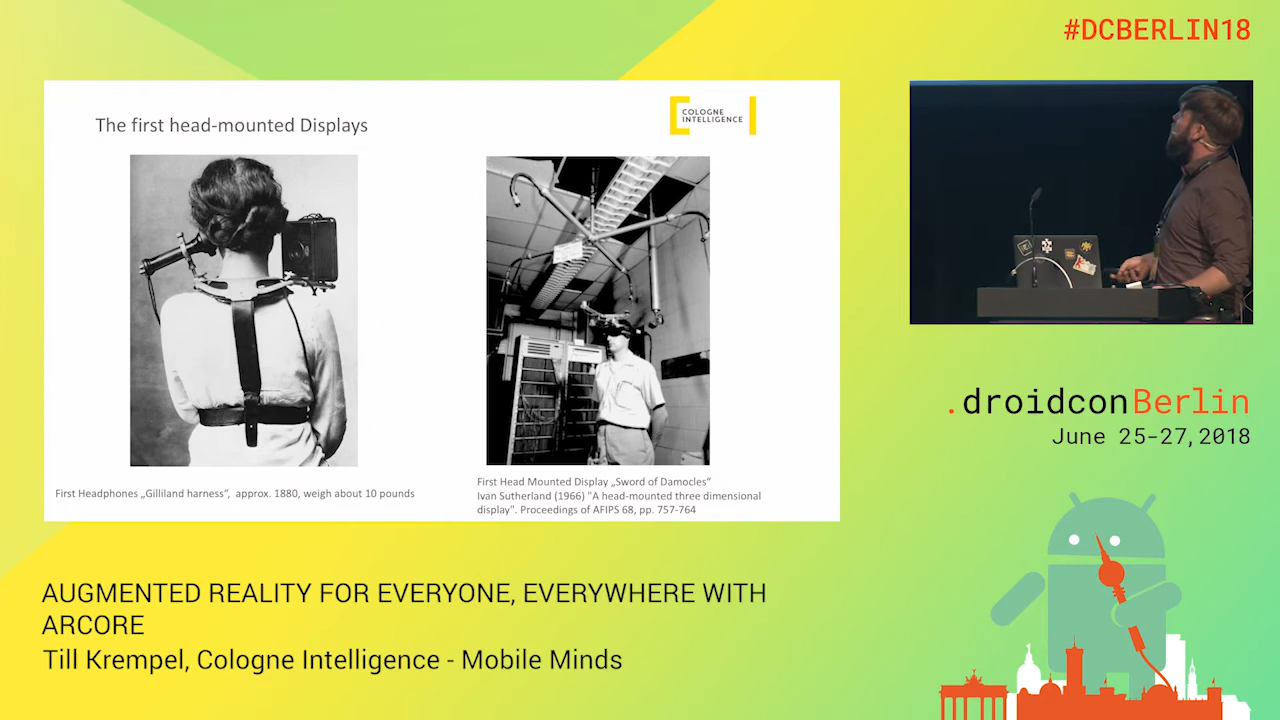 #DCBERLIN18
The first head-mounted Displays
COLOGNE
INTELLIGENCE
First Headphones „Gilliland harness“, approx. 1880, weigh about 10 pounds
First Head Mounted Display „Sword of Damocles“
Ivan Sutherland (1966) "A head-mounted three dimensional
display". Proceedings of AFIPS 68, pp. 757-764
.droidconBerlin
June 25-27, 2018
AUGMENTED REALITY FOR EVERYONE, EVERYWHERE WITH
ARCORE
Till Krempel, Cologne Intelligence - Mobile Minds